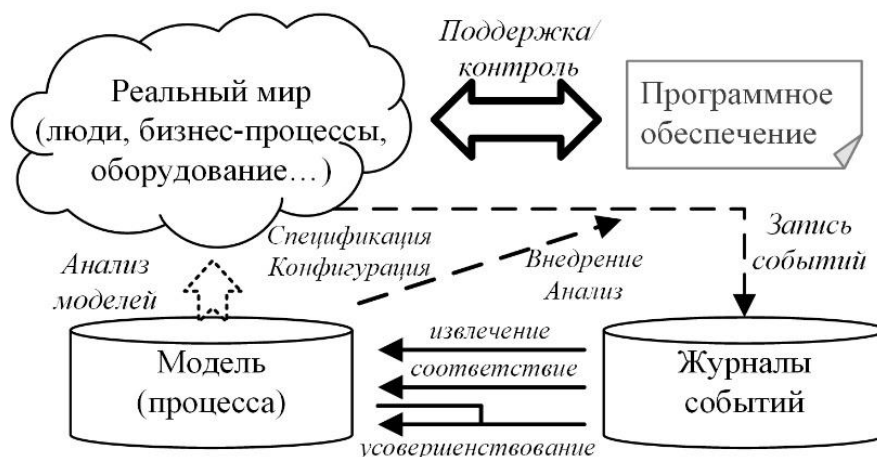 Поддержка/
контроль
Реальный мир
(люди, бизнес-процессы,
оборудование…)
Программное
обеспечение
Спецификация
Конфигурация
Внедрение
Анализ
Запись
событий
Анализ
моделей
Модель
(процесса)
извлечение
соответствие
усовершенствование
Журналы
событий